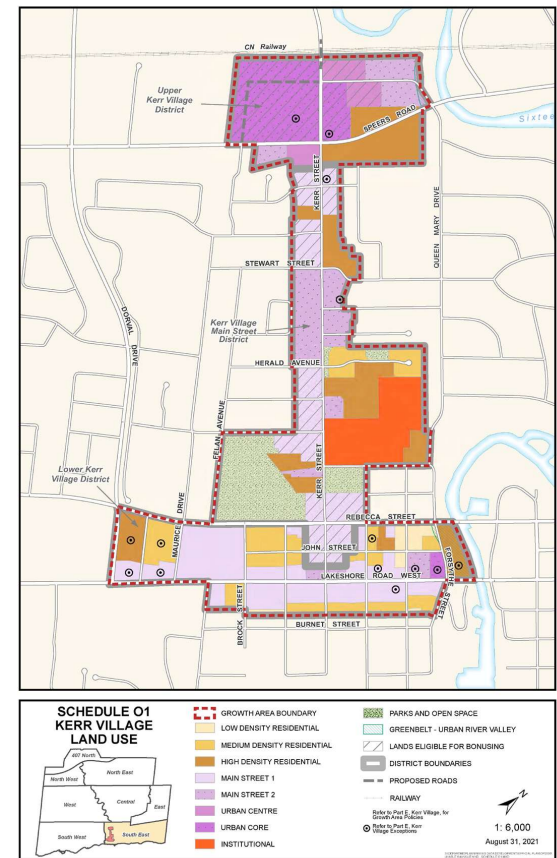 CN Railway
Upper
Kerr Village
District
SPEERS ROAD
Sixtee
KERR STREET
QUEEN MARY DRIVE
STEWART STREET
DORVAL DRIVE
Kerr Village
Main Street
District
HERALD AVENUE
FELAN AVENUE
Lower Kerr
Village District
KERR STREET
MAURICE DRIVE
REBECCA STREET
JOHN STREET
FORSYTHE STREET
LAKESHORE ROAD WEST
BROCK STREET
BURNET STREET
SCHEDULE O1
KERR VILLAGE
LAND USE
407 North
North West
North East
West
Central
East
South West
South East
GROWTH AREA BOUNDARY
LOW DENSITY RESIDENTIAL
MEDIUM DENSITY RESIDENTIAL
HIGH DENSITY RESIDENTIAL
MAIN STREET 1
MAIN STREET 2
URBAN CENTRE
URBAN CORE
INSTITUTIONAL
PARKS AND OPEN SPACE
GREENBELT - URBAN RIVER VALLEY
LANDS ELIGIBLE FOR BONUSING
DISTRICT BOUNDARIES
PROPOSED ROADS
RAILWAY
Refer to Part E, Kerr Village, for
Growth Area Policies
Refer to Part E, Kerr
Village Exceptions
1: 6,000
August 31, 2021